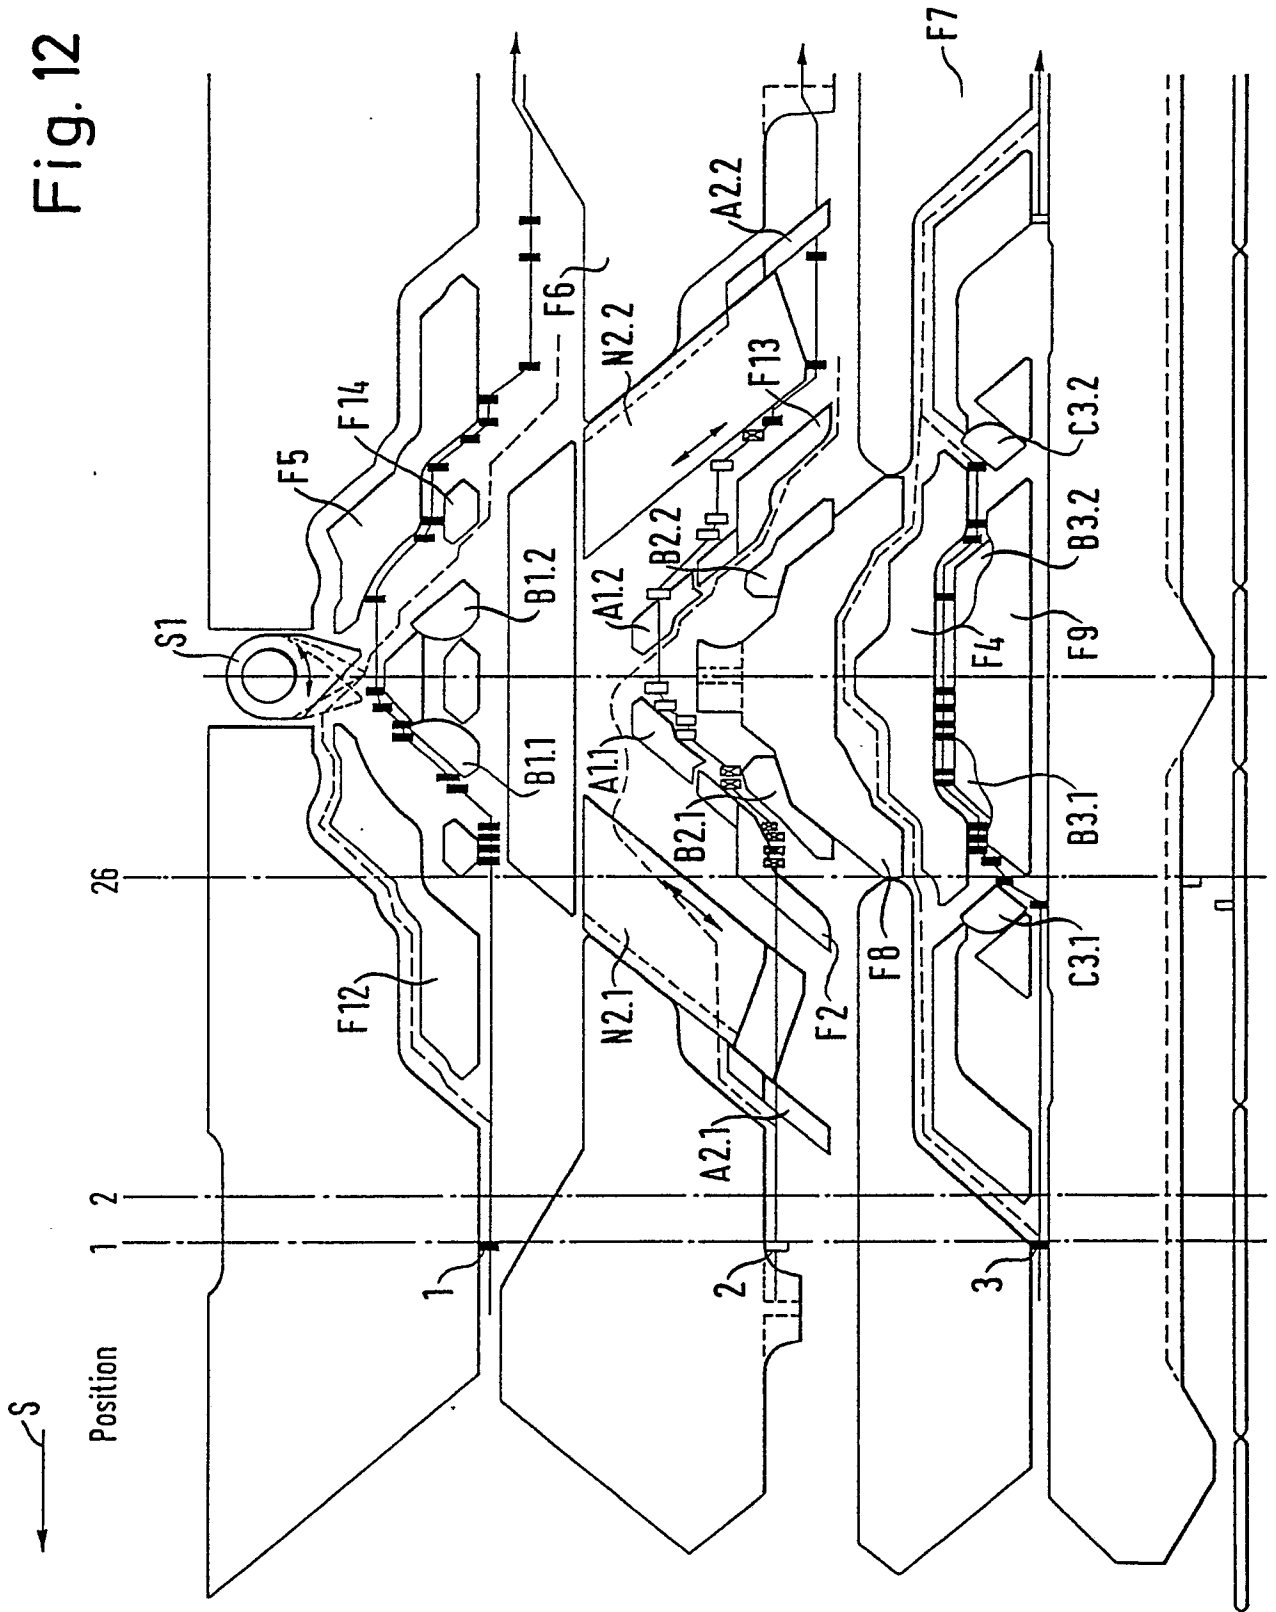 Fig. 12
S
Position
1
2
26
S1
F5
F14
F12
B1.1
B1.2
1
F6
N2.1
N2.2
A1.1
A1.2
B2.1
B2.2
A2.1
A2.2
F13
2
F2
F8
F7
F4
B3.1
B3.2
F9
C3.1
C3.2
3